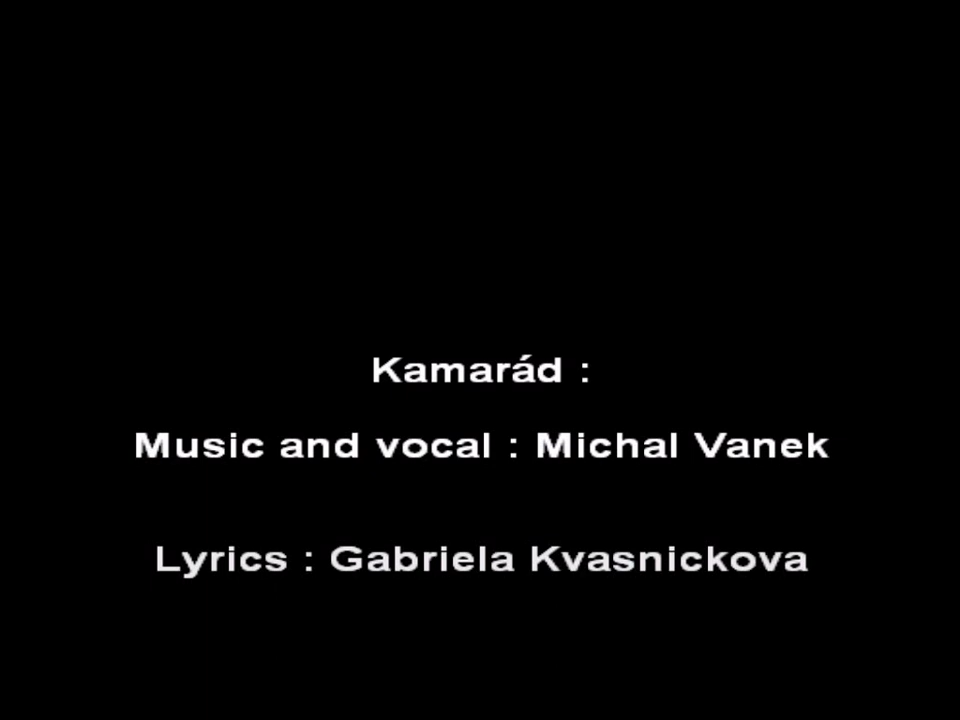 Kamarád :
Music and vocal : Michal Vanek
Lyrics : Gabriela Kvasnickova